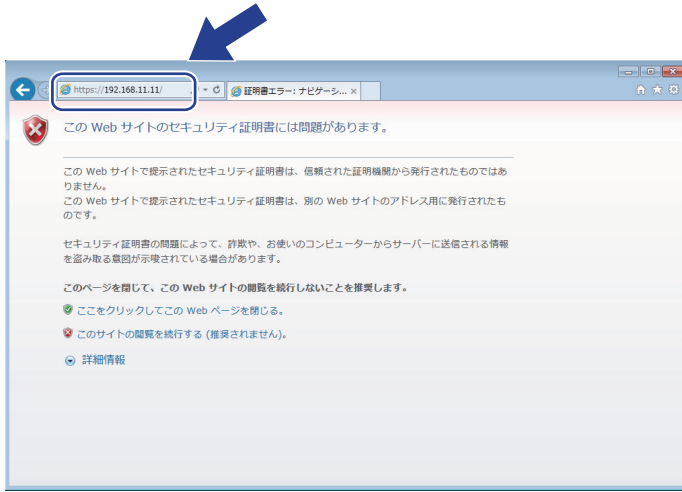 https://192.168.11.11/
証明書エラー: ナビゲーシ...
この Web サイトのセキュリティ証明書には問題があります。
この Web サイトで提示されたセキュリティ証明書は、信頼された証明機関から発行されたものではあ
りません。
この Web サイトで提示されたセキュリティ証明書は、別の Web サイトのアドレス用に発行されたも
のです。
セキュリティ証明書の問題によって、詐欺や、お使いのコンピューターからサーバーに送信される情報
を盗み取る意図が示唆されている場合があります。
このページを閉じて、この Web サイトの閲覧を続行しないことを推奨します。
ここをクリックしてこの Web ページを閉じる。
このサイトの閲覧を続行する (推奨されません)。
詳細情報